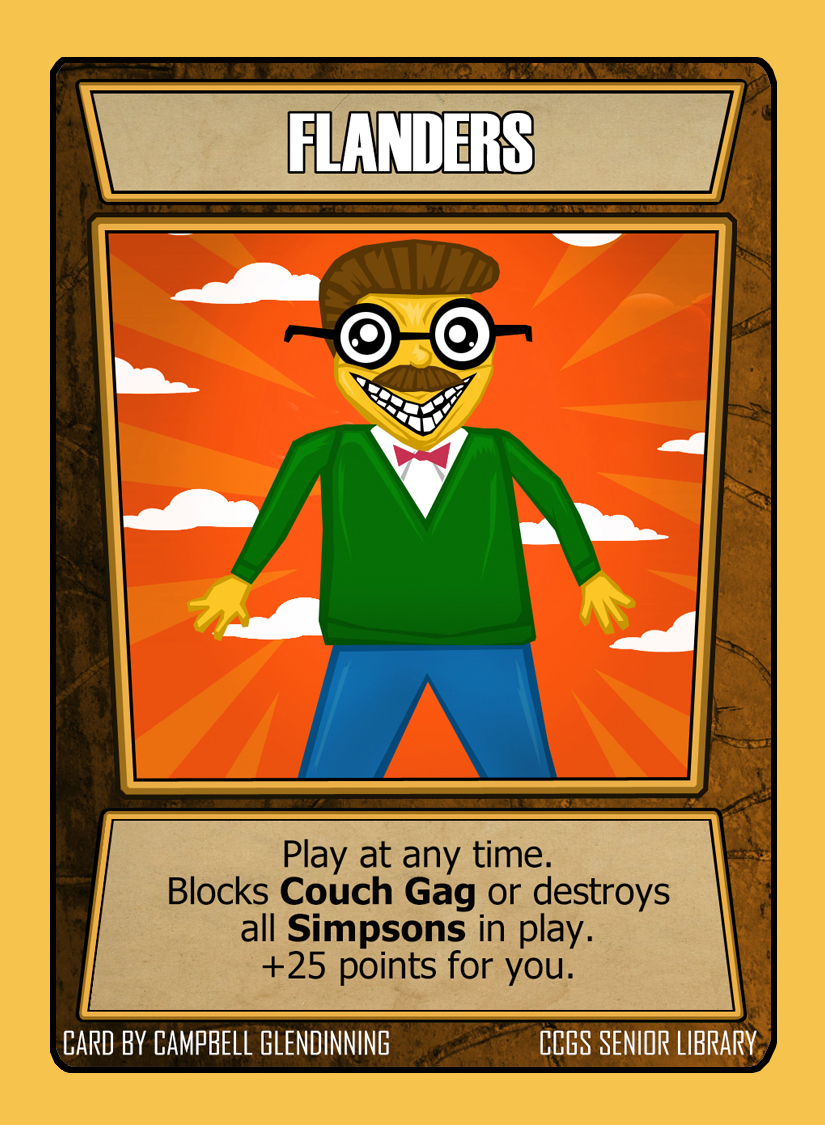 FLANDERS
Play at any time.
Blocks Couch Gag or destroys
all Simpsons in play.
+25 points for you.
CARD BY CAMPBELL GLENDINNING
CCGS SENIOR LIBRARY